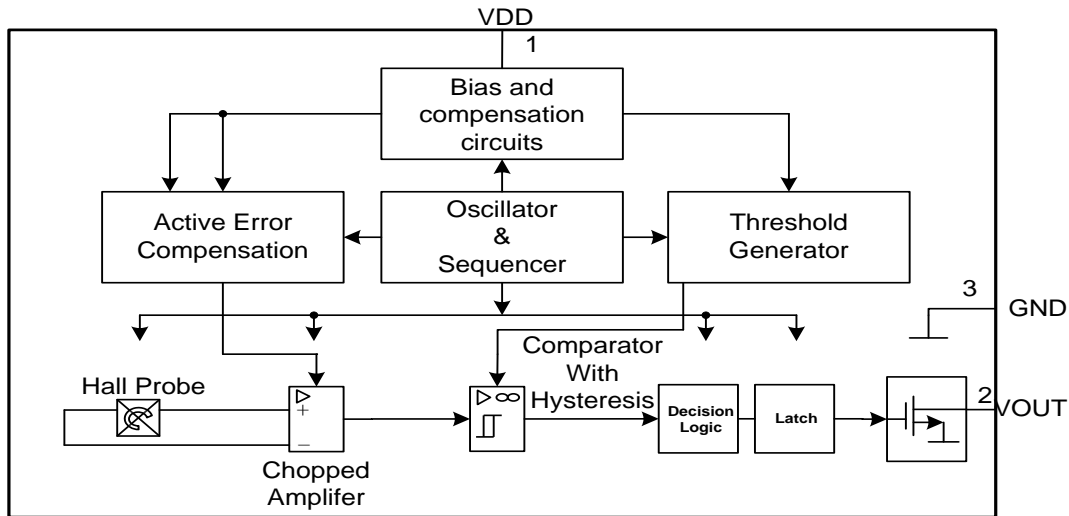 VDD
1
Bias and
compensation
circuits
Active Error
Compensation
Oscillator
&
Sequencer
Threshold
Generator
3
GND
Hall Probe
+
−
Chopped
Amplifer
Comparator
With
Hysteresis
∞
Decision
Logic
Latch
2
VOUT